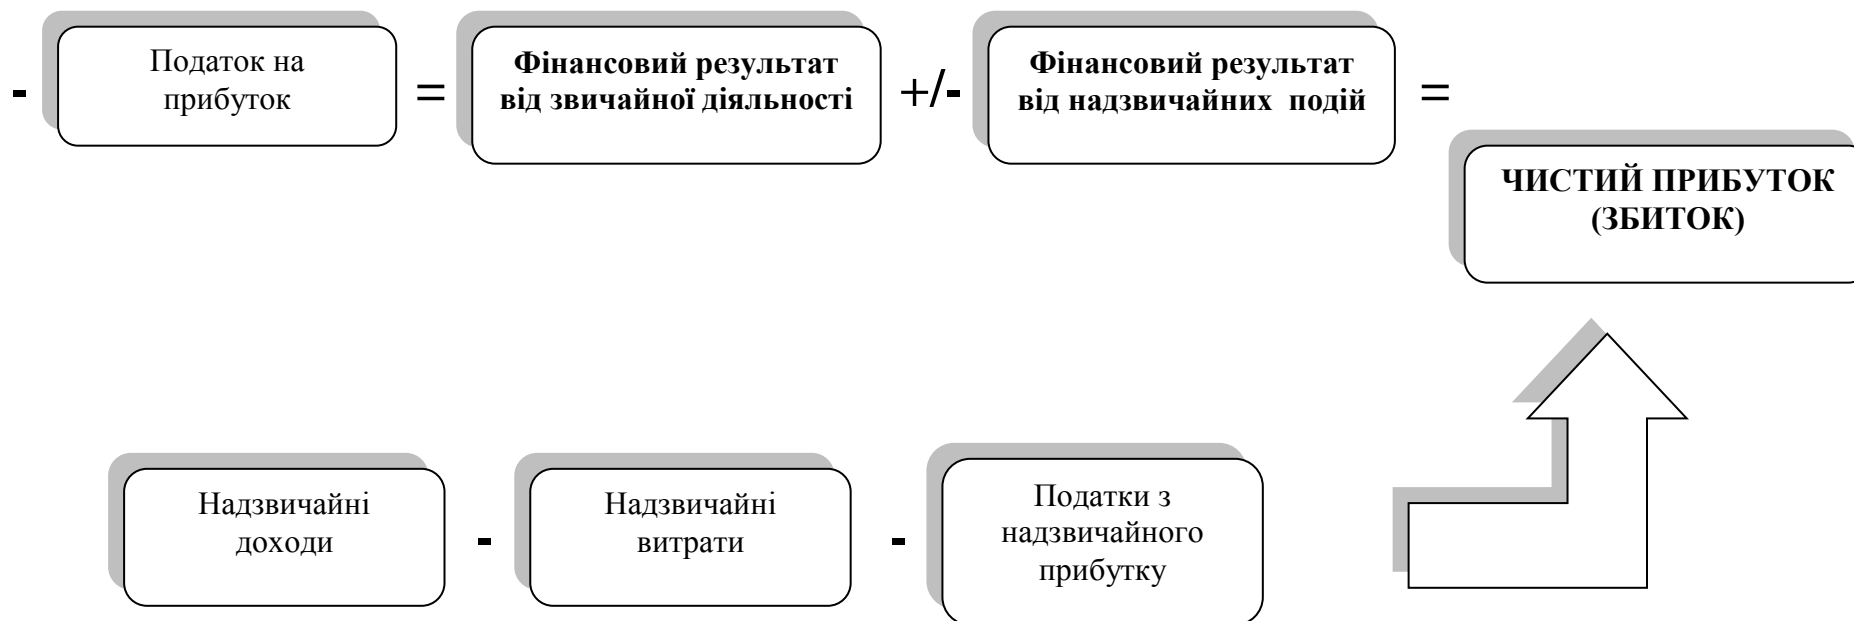 - Податок на = Фінансовий результат +/- Фінансовий результат =
прибуток від звичайної діяльності від надзвичайних подій
ЧИСТИЙ ПРИБУТОК
(ЗБИТОК)
Надзвичайні - Надзвичайні - Податки з
доходи витрати надзвичайного
прибутку